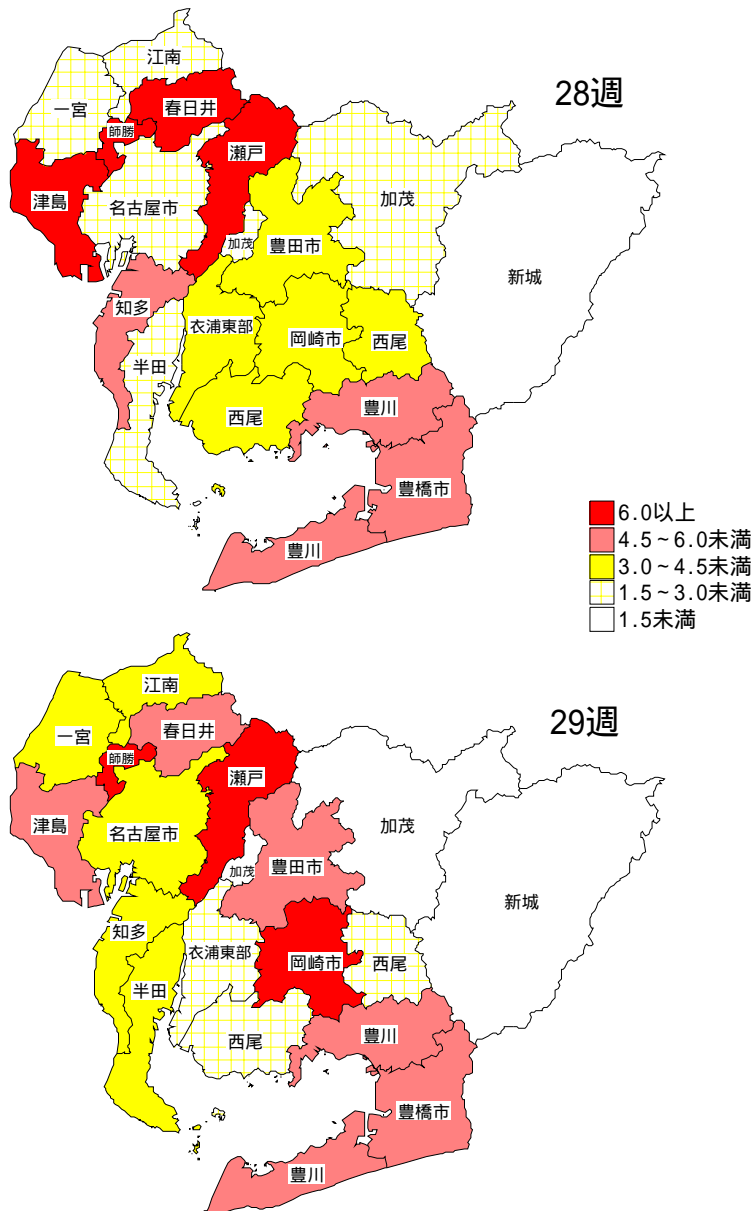 28週
江南
一宮
春日井
師勝
瀬戸
津島
名古屋市
加茂
加茂
豊田市
新城
知多
衣浦東部
岡崎市
西尾
半田
西尾
豊川
豊橋市
豊川
6.0以上
4.5~6.0未満
3.0~4.5未満
1.5~3.0未満
1.5未満
29週
江南
一宮
春日井
師勝
瀬戸
津島
名古屋市
加茂
加茂
豊田市
新城
知多
衣浦東部
岡崎市
西尾
半田
西尾
豊川
豊橋市
豊川